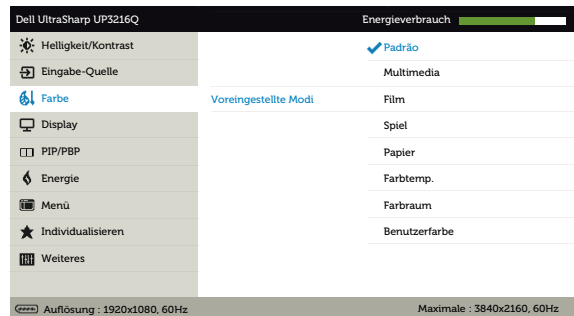 Dell UltraSharp UP3216Q Energieverbrauch
Helligkeit/Kontrast Padrão
Eingabe-Quelle Multimedia
Farbe Voreingestellte Modi Film
Display Spiel
PIP/PBP Papier
Energie Farbtemp.
Menü Farbraum
Individualisieren Benutzerfarbe
Weiteres
Auflösung : 1920x1080, 60Hz Maximale : 3840x2160, 60Hz